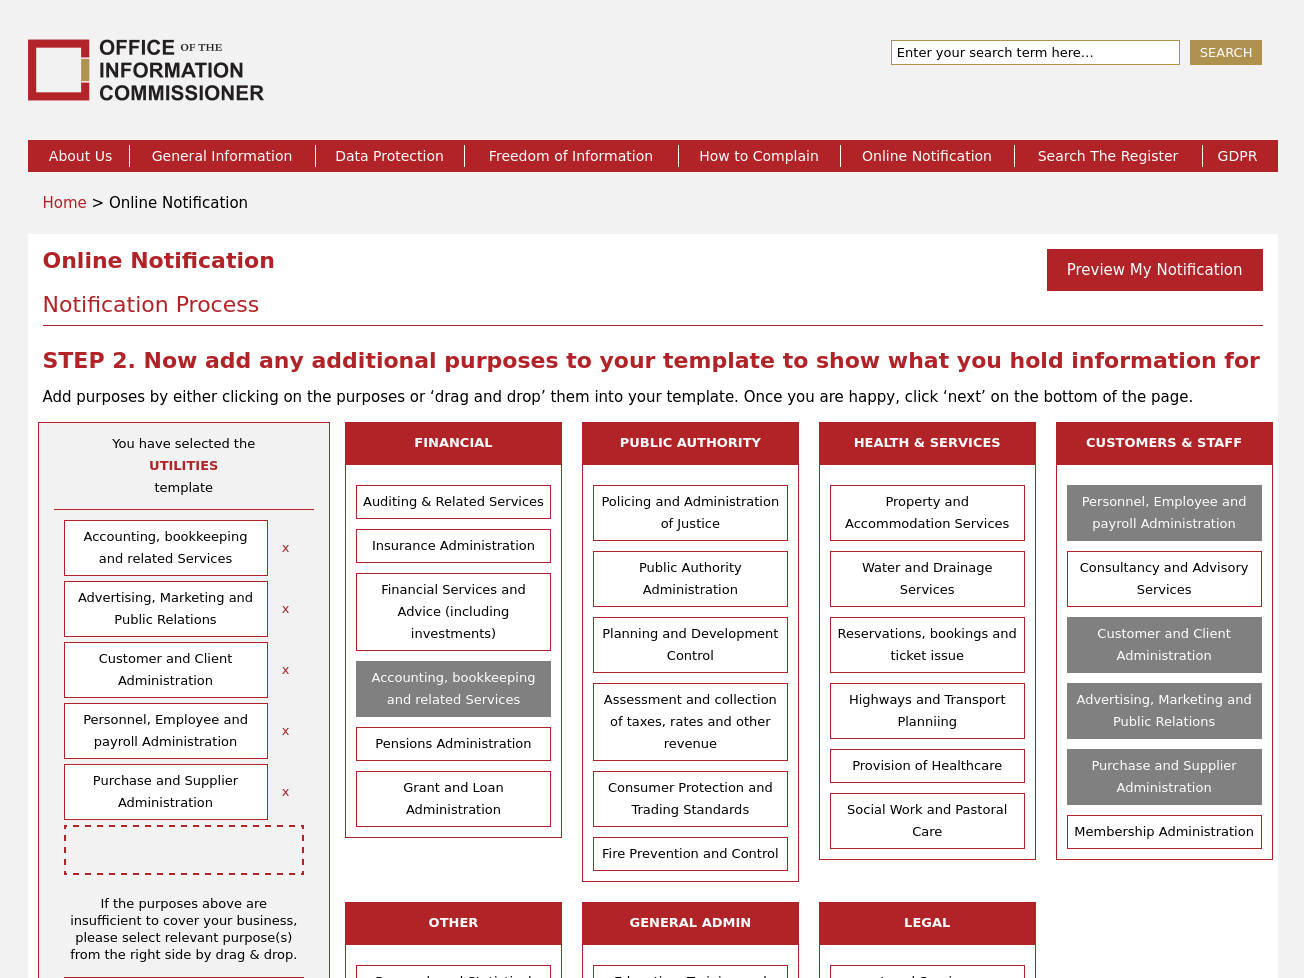 OFFICE OF THE
INFORMATION
COMMISSIONER
Enter your search term here...
SEARCH
About Us
General Information
Data Protection
Freedom of Information
How to Complain
Online Notification
Search The Register
GDPR
Home > Online Notification
Online Notification
Preview My Notification
Notification Process
STEP 2. Now add any additional purposes to your template to show what you hold information for
Add purposes by either clicking on the purposes or ‘drag and drop’ them into your template. Once you are happy, click ‘next’ on the bottom of the page.
You have selected the
UTILITIES
template
Accounting, bookkeeping
and related Services
x
Advertising, Marketing and
Public Relations
x
Customer and Client
Administration
x
Personnel, Employee and
payroll Administration
x
Purchase and Supplier
Administration
x
If the purposes above are
insufficient to cover your business,
please select relevant purpose(s)
from the right side by drag & drop.
FINANCIAL
Auditing & Related Services
Insurance Administration
Financial Services and
Advice (including
investments)
Accounting, bookkeeping
and related Services
Pensions Administration
Grant and Loan
Administration
PUBLIC AUTHORITY
Policing and Administration
of Justice
Public Authority
Administration
Planning and Development
Control
Assessment and collection
of taxes, rates and other
revenue
Consumer Protection and
Trading Standards
Fire Prevention and Control
HEALTH & SERVICES
Property and
Accommodation Services
Water and Drainage
Services
Reservations, bookings and
ticket issue
Highways and Transport
Planniing
Provision of Healthcare
Social Work and Pastoral
Care
CUSTOMERS & STAFF
Personnel, Employee and
payroll Administration
Consultancy and Advisory
Services
Customer and Client
Administration
Advertising, Marketing and
Public Relations
Purchase and Supplier
Administration
Membership Administration
OTHER
GENERAL ADMIN
LEGAL